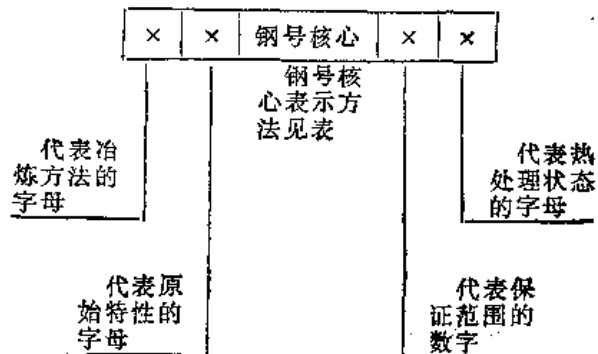 × × 钢号核心 × ×
钢号核
心表示方
法见表
代表冶
炼方法的
字母
代表热
处理状态
的字母
代表原
始特性的
字母
代表保
证范围的
数字